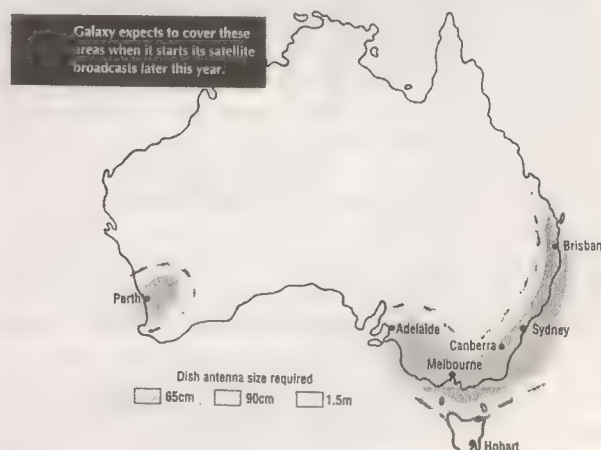 Galaxy expects to cover these
areas when it starts its satellite
broadcasts later this year.
Brisban
Perth
Adelaide
Sydney
Canberra
Melbourne
Dish antenna size required
65cm
90cm
1.5m
Hobart